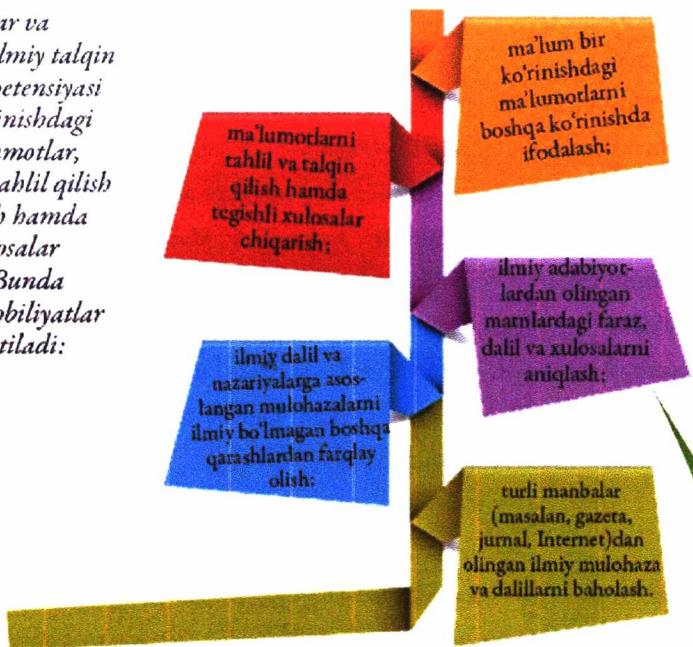 ar va
lmiy talqin
petensiyasi
inishdagi
umotlar,
tahlil qilish
h hamda
osalar
Bunda
obiliyatlar
tiladi:
ma'lum bir
ko'rinishdagi
ma'lumotlarni
boshqa ko'rinishda
ifodalash;
ma'lumotlarni
tahlil va talqin
qilish hamda
tegishli xulosalar
chiqarish;
ilmiy adabiyot-
lardan olingan
matnlardagi faraz,
dalil va xulosalarni
aniqlash;
ilmiy dalil va
nazariyalarga asos-
langan mulohazalarni
ilmiy bo'lmagan boshqa
qarashlardan farqlay
olish;
turli manbalar
(masalan, gazeta,
jurnal, Internet)dan
olingan ilmiy mulohaza
va dalillarni baholash.